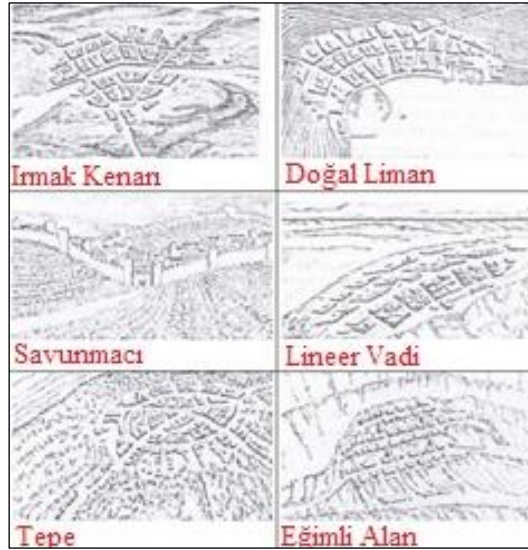 Irmak Kenarı
Doğal Liman
Savunmacı
Lineer Vadi
Tepe
Eğimli Alan